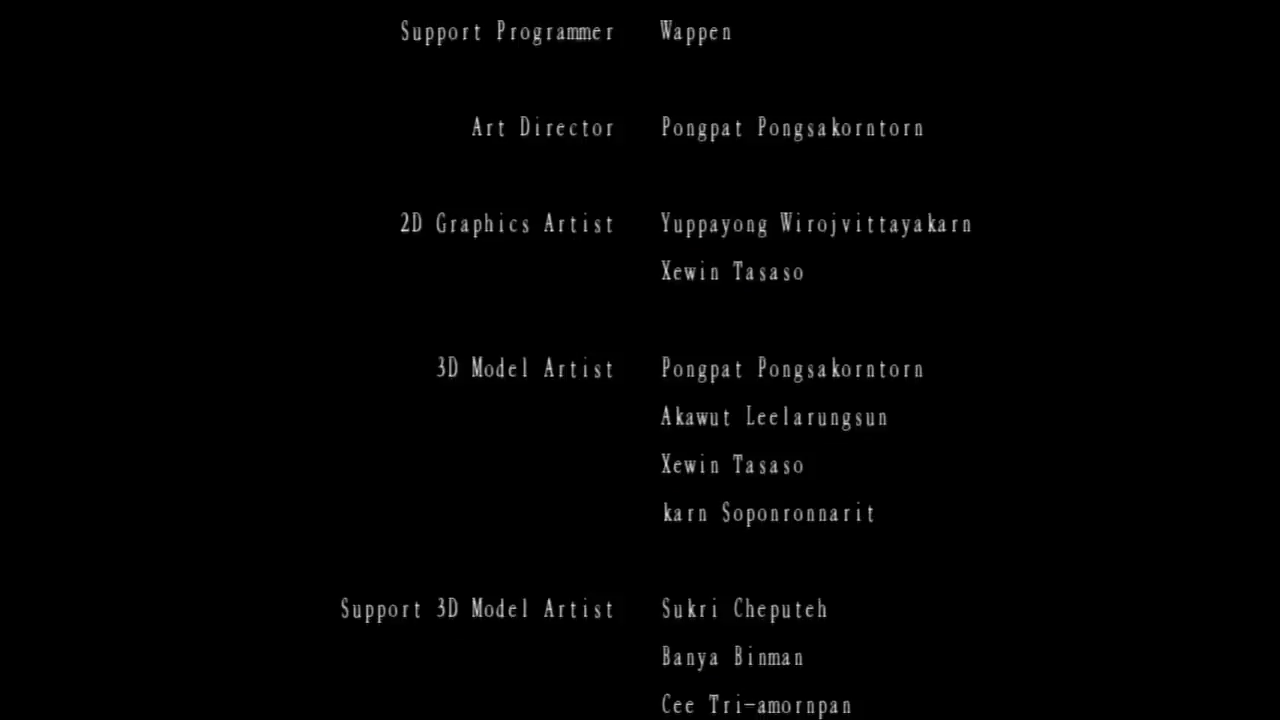 Support Programmer Wappen
Art Director Pongpat Pongsakorntorn
2D Graphics Artist Yuppayong Wirojvittayakarn
Xewin Tasaso
3D Model Artist Pongpat Pongsakorntorn
Akawut Leelarungsun
Xewin Tasaso
karn Soponronnarit
Support 3D Model Artist Sukri Cheputeh
Banya Binman
Cee Tri-amornpan